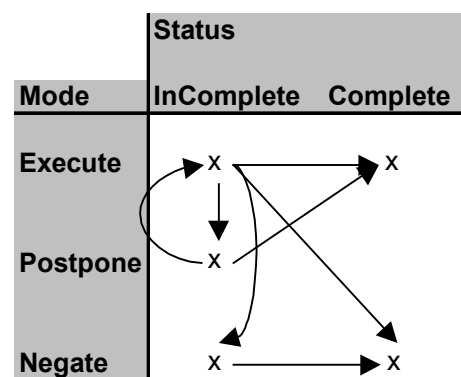 Status
Mode InComplete Complete
Execute x x
Postpone x
Negate x x